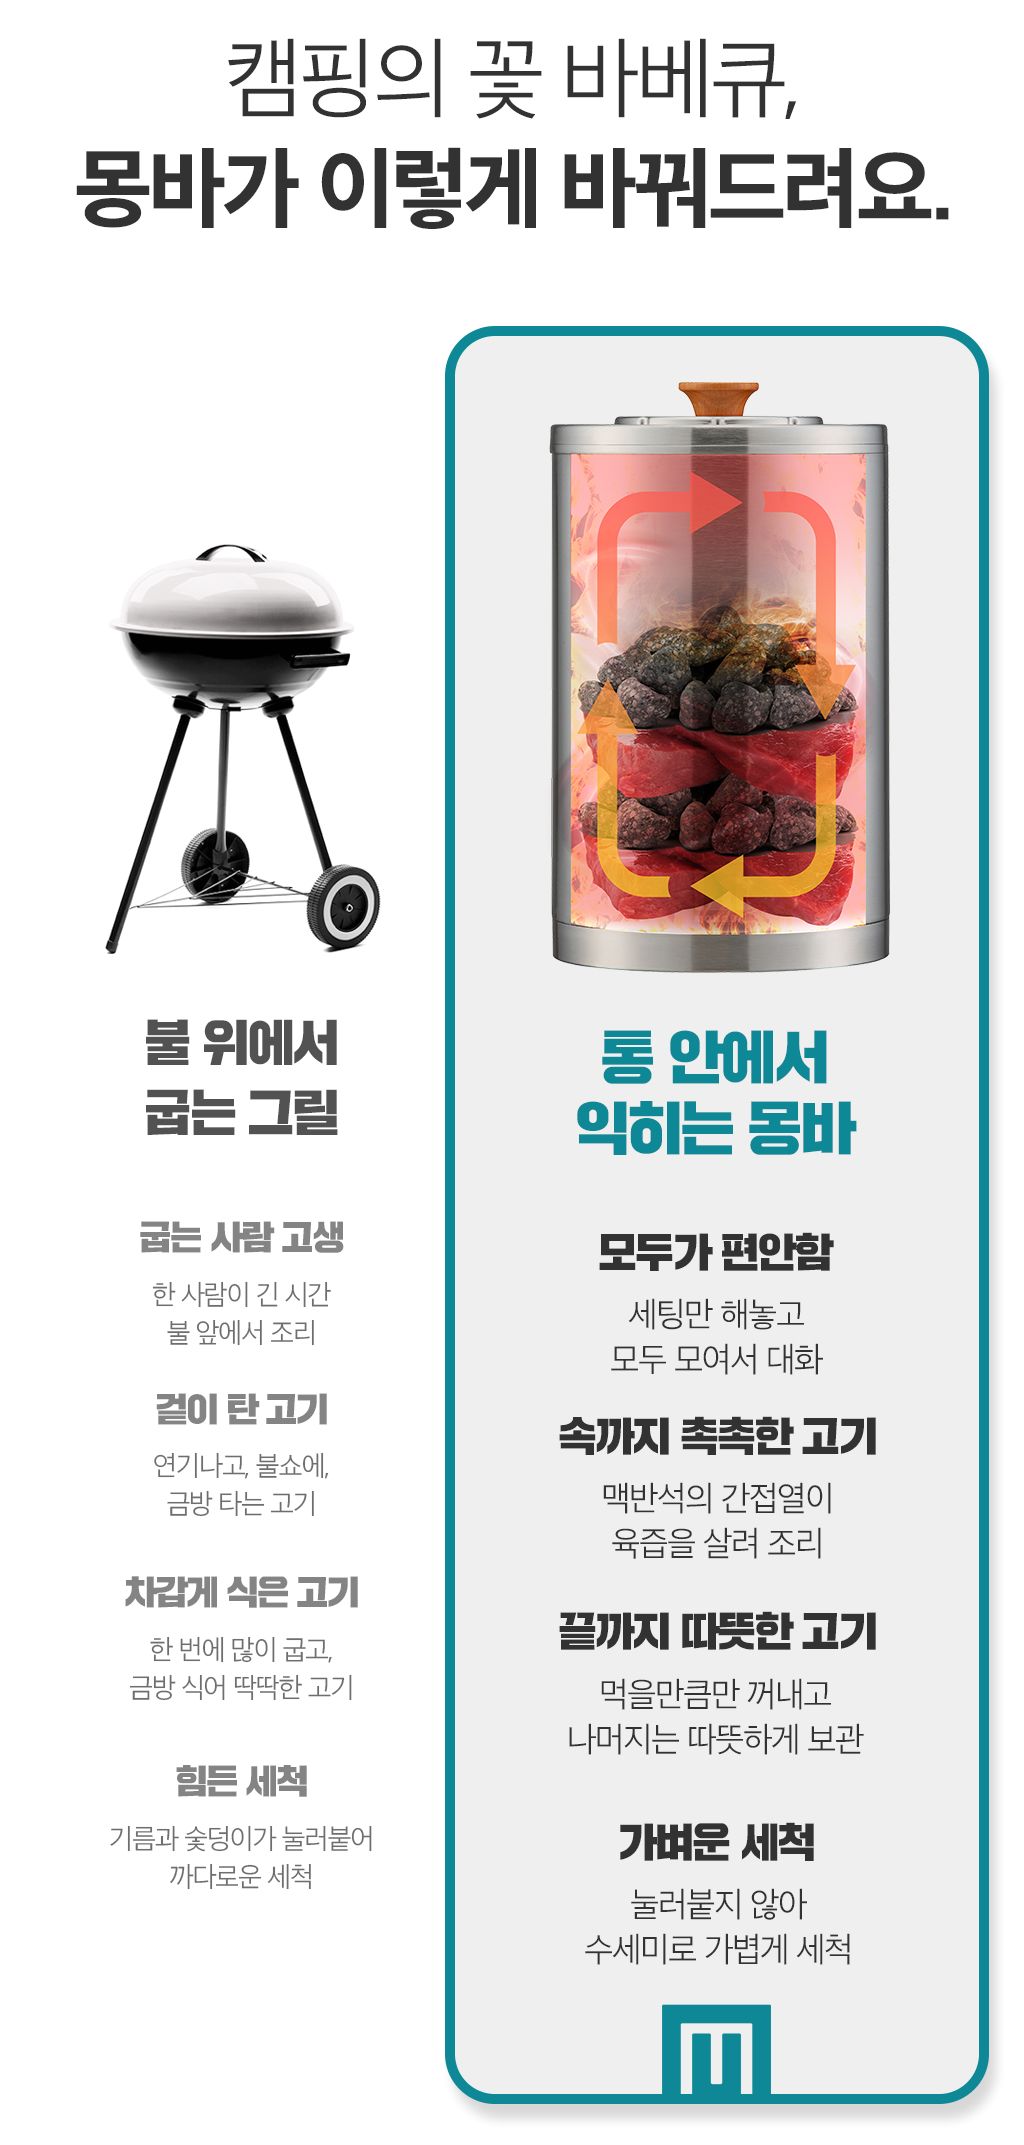 캠핑의 꽃 바베큐,
몽바가 이렇게 바꿔드려요.
불 위에서
굽는 그릴
굽는 사람 고생
한 사람이 긴 시간
불 앞에서 조리
겉이 탄 고기
연기나고, 불쇼에,
금방 타는 고기
차갑게 식은 고기
한 번에 많이 굽고,
금방 식어 딱딱한 고기
힘든 세척
기름과 숯덩이가 눌러붙어
까다로운 세척
통 안에서
익히는 몽바
모두가 편안함
세팅만 해놓고
모두 모여서 대화
속까지 촉촉한 고기
맥반석의 간접열이
육즙을 살려 조리
끝까지 따뜻한 고기
먹을만큼만 꺼내고
나머지는 따뜻하게 보관
가벼운 세척
눌러붙지 않아
수세미로 가볍게 세척